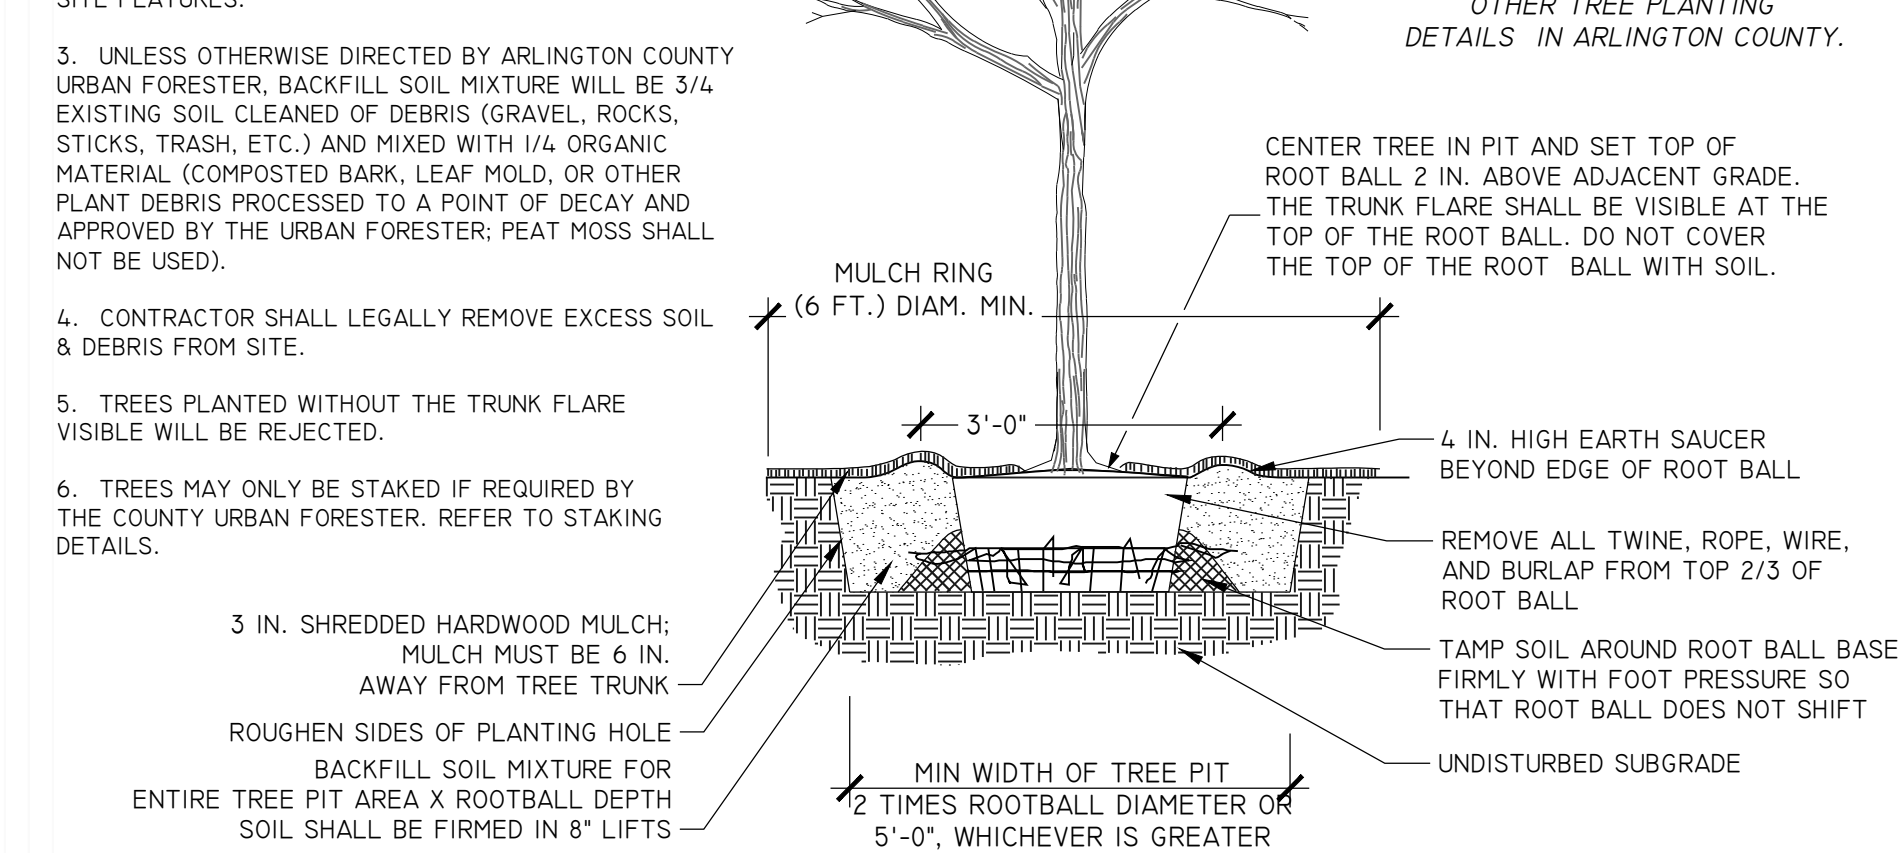 SITE FEATURES.
3. UNLESS OTHERWISE DIRECTED BY ARLINGTON COUNTY
URBAN FORESTER, BACKFILL SOIL MIXTURE WILL BE 3/4
EXISTING SOIL CLEANED OF DEBRIS (GRAVEL, ROCKS,
STICKS, TRASH, ETC.) AND MIXED WITH 1/4 ORGANIC
MATERIAL (COMPOSTED BARK, LEAF MOLD, OR OTHER
PLANT DEBRIS PROCESSED TO A POINT OF DECAY AND
APPROVED BY THE URBAN FORESTER; PEAT MOSS SHALL
NOT BE USED).
4. CONTRACTOR SHALL LEGALLY REMOVE EXCESS SOIL
& DEBRIS FROM SITE.
5. TREES PLANTED WITHOUT THE TRUNK FLARE
VISIBLE WILL BE REJECTED.
6. TREES MAY ONLY BE STAKED IF REQUIRED BY
THE COUNTY URBAN FORESTER. REFER TO STAKING
DETAILS.
OTHER TREE PLANTING
DETAILS IN ARLINGTON COUNTY.
CENTER TREE IN PIT AND SET TOP OF
ROOT BALL 2 IN. ABOVE ADJACENT GRADE.
THE TRUNK FLARE SHALL BE VISIBLE AT THE
TOP OF THE ROOT BALL. DO NOT COVER
THE TOP OF THE ROOT BALL WITH SOIL.
MULCH RING
(6 FT.) DIAM. MIN.
3'-0"
4 IN. HIGH EARTH SAUCER
BEYOND EDGE OF ROOT BALL
REMOVE ALL TWINE, ROPE, WIRE,
AND BURLAP FROM TOP 2/3 OF
ROOT BALL
TAMP SOIL AROUND ROOT BALL BASE
FIRMLY WITH FOOT PRESSURE SO
THAT ROOT BALL DOES NOT SHIFT
UNDISTURBED SUBGRADE
3 IN. SHREDDED HARDWOOD MULCH;
MULCH MUST BE 6 IN.
AWAY FROM TREE TRUNK
ROUGHEN SIDES OF PLANTING HOLE
BACKFILL SOIL MIXTURE FOR
ENTIRE TREE PIT AREA X ROOTBALL DEPTH
SOIL SHALL BE FIRMED IN 8" LIFTS
MIN WIDTH OF TREE PIT
2 TIMES ROOTBALL DIAMETER OR
5'-0", WHICHEVER IS GREATER